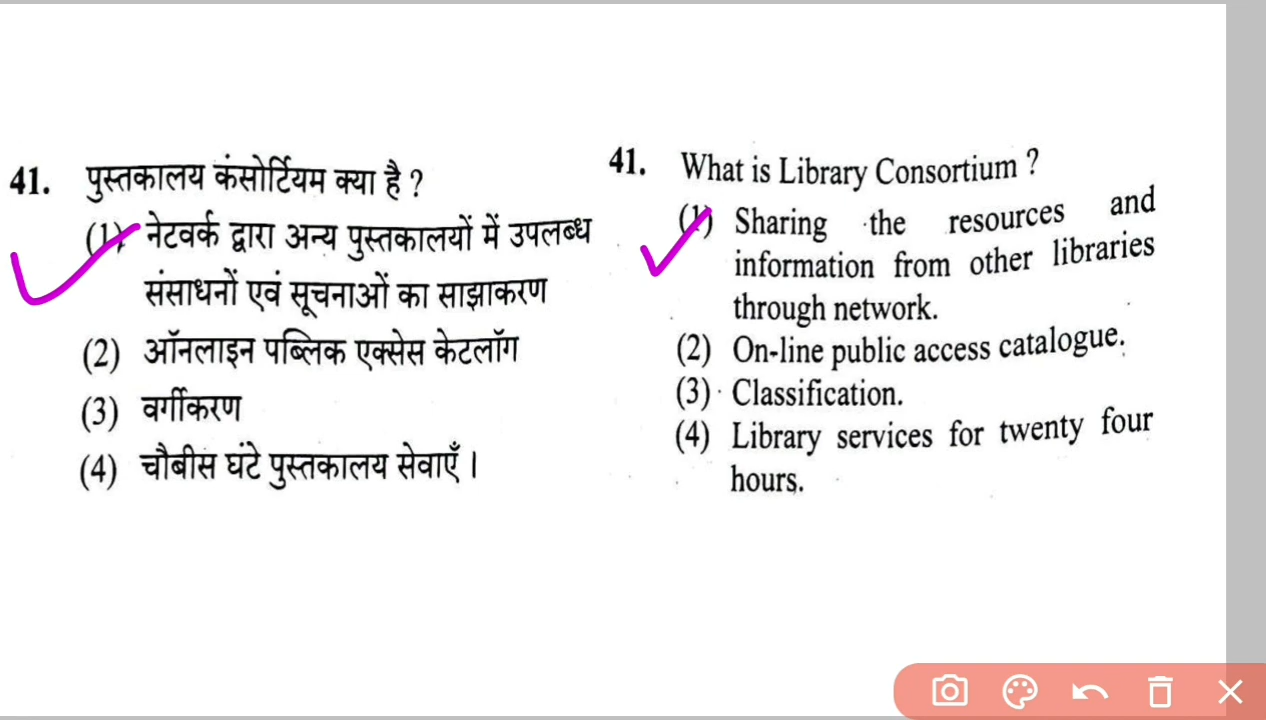 41. पुस्तकालय कंसोर्टियम क्या है ?
(1) नेटवर्क द्वारा अन्य पुस्तकालयों में उपलब्ध
संसाधनों एवं सूचनाओं का साझाकरण
(2) ऑनलाइन पब्लिक एक्सेस केटलॉग
(3) वर्गीकरण
(4) चौबीस घंटे पुस्तकालय सेवाएँ ।
41. What is Library Consortium ?
(1) Sharing the resources and
information from other libraries
through network.
(2) On-line public access catalogue.
(3) Classification.
(4) Library services for twenty four
hours.